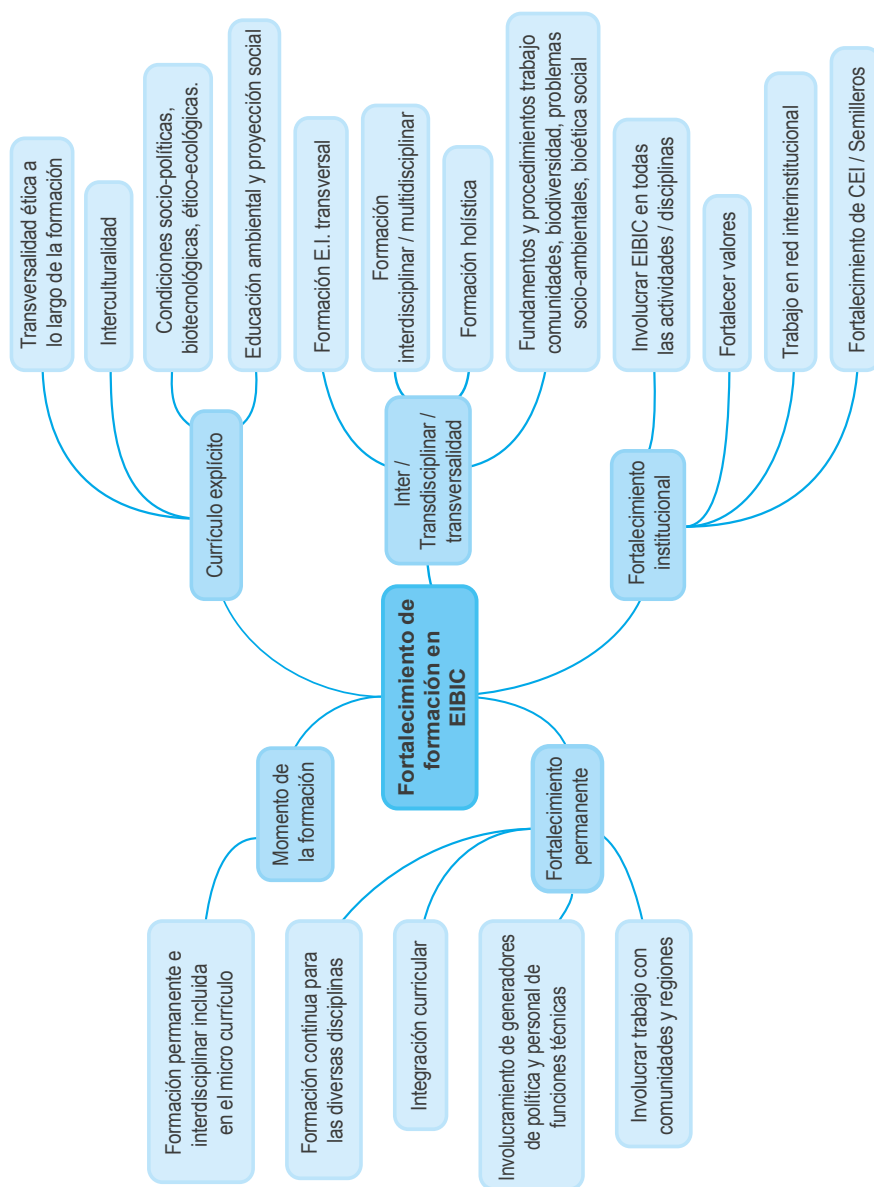 Fortalecimiento de
formación en
EIBIC
Momento de
la formación
Formación permanente e
interdisciplinar incluida
en el micro currículo
Fortalecimiento
permanente
Formación continua para
las diversas disciplinas
Integración curricular
Involucramiento de generadores
de política y personal de
funciones técnicas
Involucrar trabajo con
comunidades y regiones
Currículo explícito
Transversalidad ética a
lo largo de la formación
Interculturalidad
Condiciones socio-políticas,
biotecnológicas, ético-ecológicas.
Educación ambiental y proyección social
Inter /
Transdisciplinar /
transversalidad
Formación E.I. transversal
Formación
interdisciplinar / multidisciplinar
Formación holística
Fundamentos y procedimientos trabajo
comunidades, biodiversidad, problemas
socio-ambientales, bioética social
Fortalecimiento
institucional
Involucrar EIBIC en todas
las actividades / disciplinas
Fortalecer valores
Trabajo en red interinstitucional
Fortalecimiento de CEI / Semilleros